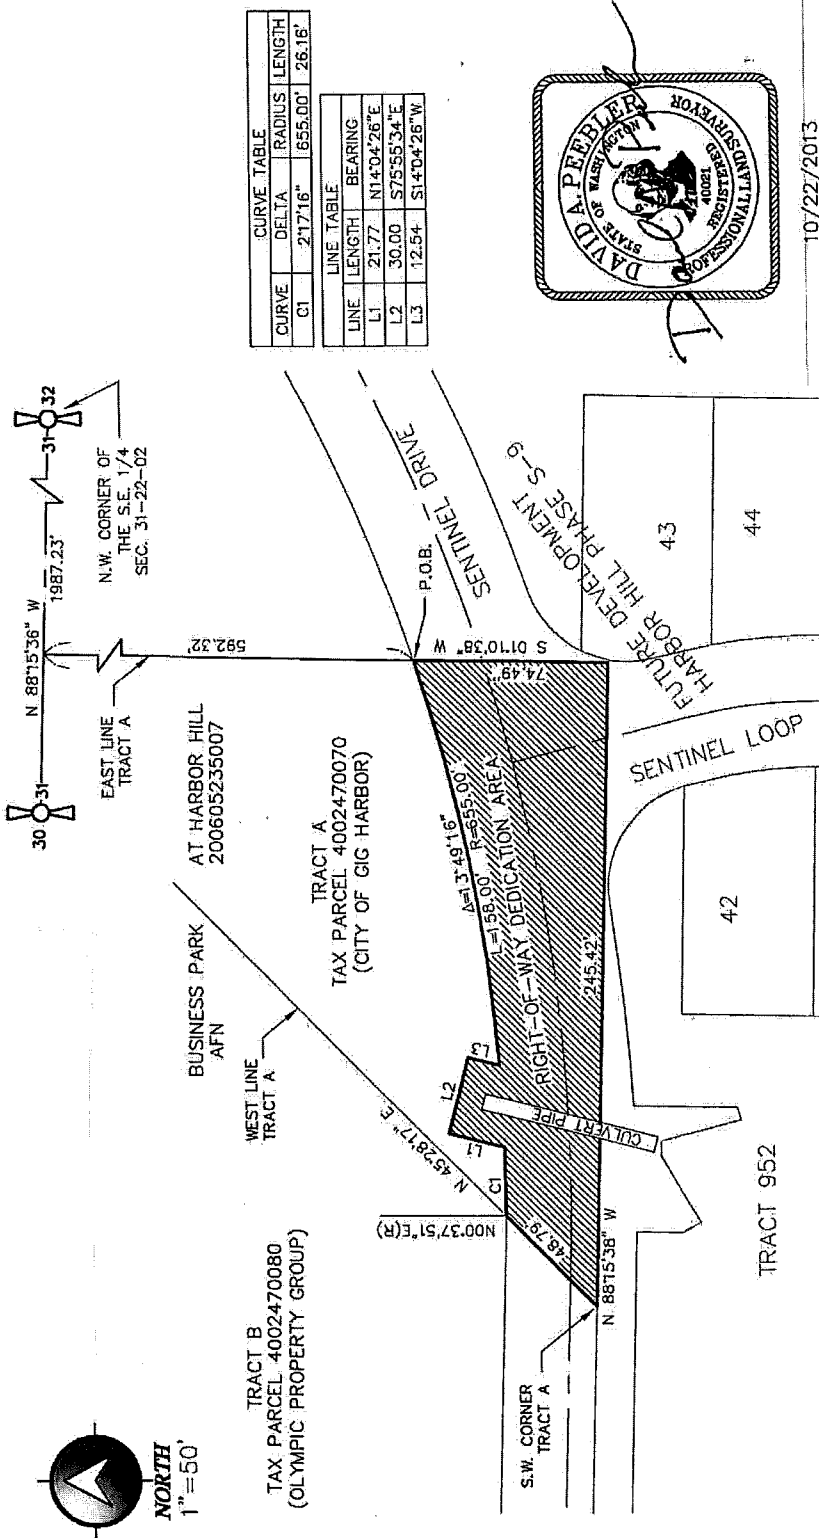 NORTH
1"=50'
30
31
N 88°15'36" W
1987.23'
31
32
N.W. CORNER OF
THE S.E. 1/4
SEC. 31-22-02
EAST LINE
TRACT A
592.32'
BUSINESS PARK AT HARBOR HILL
AFN 200605235007
WEST LINE
TRACT A
TRACT B
TAX PARCEL 4002470080
(OLYMPIC PROPERTY GROUP)
TRACT A
TAX PARCEL 4002470070
(CITY OF GIG HARBOR)
N 45°28'17" E
N00°37'51"E(R)
C1
L1
L2
L3
Δ=13°49'16"
L=158.00' R=655.00'
RIGHT-OF-WAY DEDICATION AREA
P.O.B.
S 01°10'38" W
74.49'
SENTINEL DRIVE
48.79'
CULVERT PIPE
245.42'
N 88°15'38" W
S.W. CORNER
TRACT A
TRACT 952
SENTINEL LOOP
42
43
44
FUTURE DEVELOPMENT
HARBOR HILL PHASE S-9
CURVE TABLE
CURVE DELTA RADIUS LENGTH
C1 2°17'16" 655.00' 26.16'
LINE TABLE
LINE LENGTH BEARING
L1 21.77 N14°04'26"E
L2 30.00 S75°55'34"E
L3 12.54 S14°04'26"W
DAVID A. PEEBLER
STATE OF WASHINGTON
40021
REGISTERED
PROFESSIONAL LAND SURVEYOR
10/22/2013